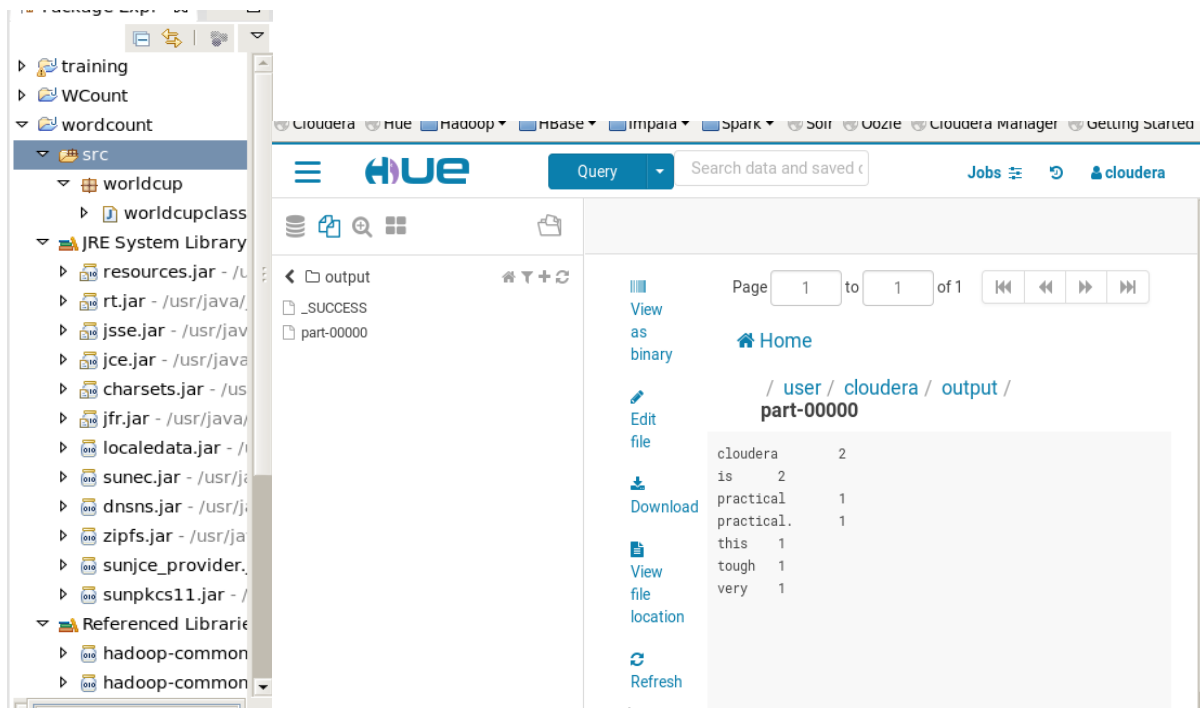 Package Expl
training
WCount
wordcount
src
worldcup
worldcupclass
JRE System Library
resources.jar - /u
rt.jar - /usr/java/
jsse.jar - /usr/jav
jce.jar - /usr/java
charsets.jar - /us
jfr.jar - /usr/java/
localedata.jar - /
sunec.jar - /usr/ja
dnsns.jar - /usr/ja
zipfs.jar - /usr/ja
sunjce_provider.
sunpkcs11.jar - /
Referenced Librarie
hadoop-common
hadoop-common
Cloudera Hue Hadoop HBase Impala Spark Solr Oozie Cloudera Manager Getting Started
HUE Query Search data and saved Jobs cloudera
output
_SUCCESS
part-00000
View
as
binary
Edit
file
Download
View
file
location
Refresh
Page 1 to 1 of 1
Home
/ user / cloudera / output /
part-00000
cloudera 2
is 2
practical 1
practical. 1
this 1
tough 1
very 1